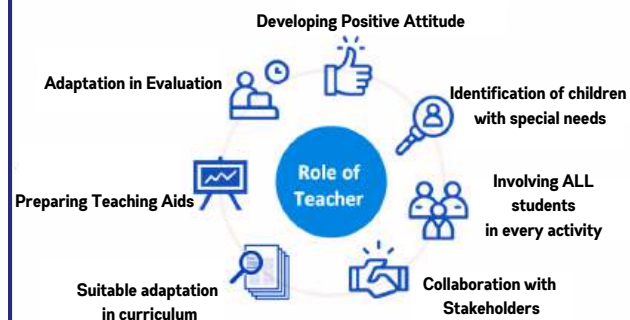 Developing Positive Attitude
Adaptation in Evaluation
Identification of children
with special needs
Role of
Teacher
Involving ALL
students
in every activity
Preparing Teaching Aids
Collaboration with
Stakeholders
Suitable adaptation
in curriculum